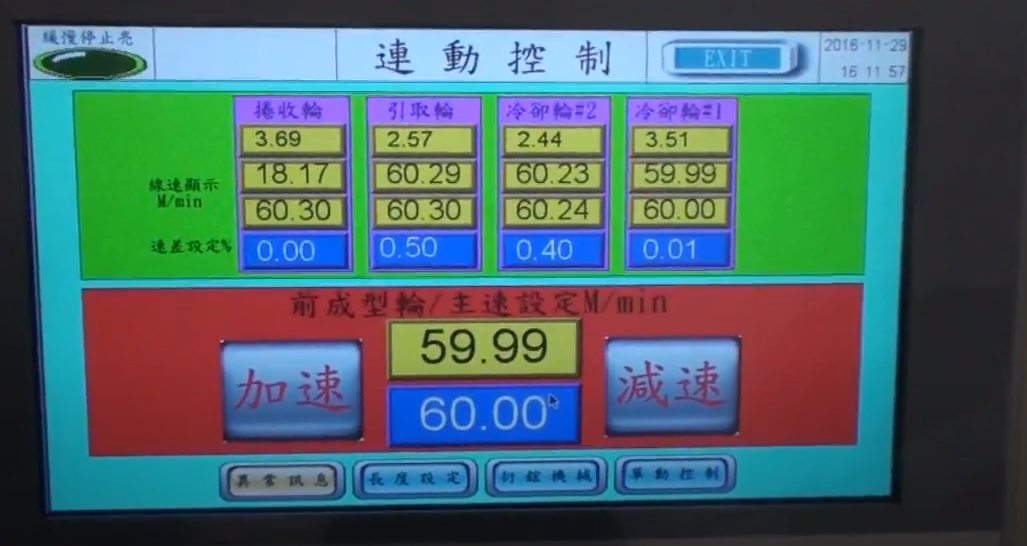 緩慢停止亮
連動控制
EXIT
2016-11-29
16 11 57
捲收輪 引取輪 冷卻輪#2 冷卻輪#1
3.69 2.57 2.44 3.51
線速顯示
M/min
18.17 60.29 60.23 59.99
60.30 60.30 60.24 60.00
速差設定% 0.00 0.50 0.40 0.01
前成型輪/主速設定M/min
59.99
加速 減速
60.00
異常訊息 長度設定 衍鋐機械 單動控制